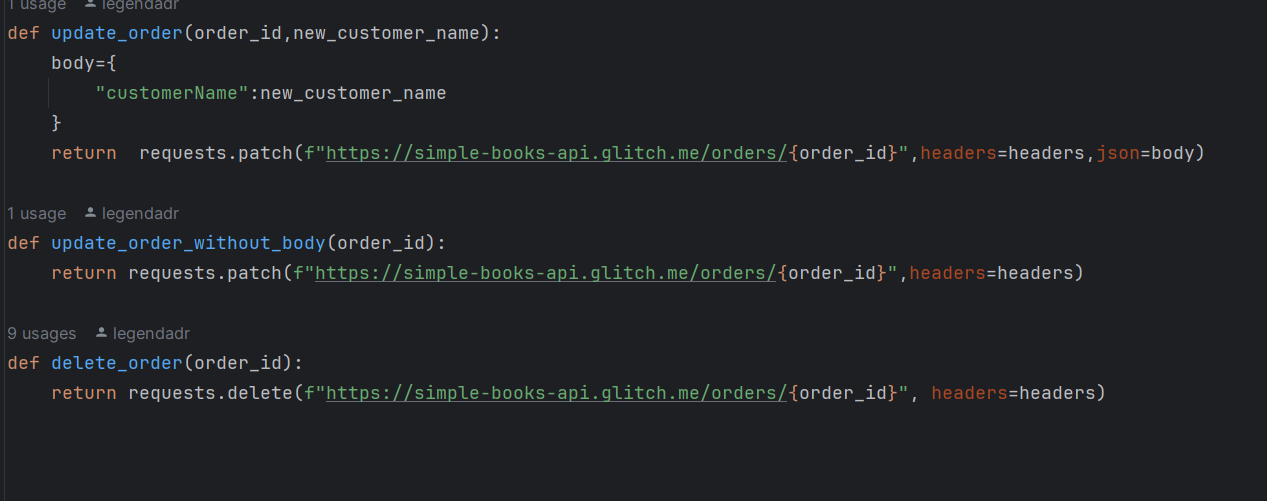 1 usage legendadr
def update_order(order_id,new_customer_name):
    body={
        "customerName":new_customer_name
    }
    return  requests.patch(f"https://simple-books-api.glitch.me/orders/{order_id}",headers=headers,json=body)
1 usage legendadr
def update_order_without_body(order_id):
    return requests.patch(f"https://simple-books-api.glitch.me/orders/{order_id}",headers=headers)
9 usages legendadr
def delete_order(order_id):
    return requests.delete(f"https://simple-books-api.glitch.me/orders/{order_id}", headers=headers)